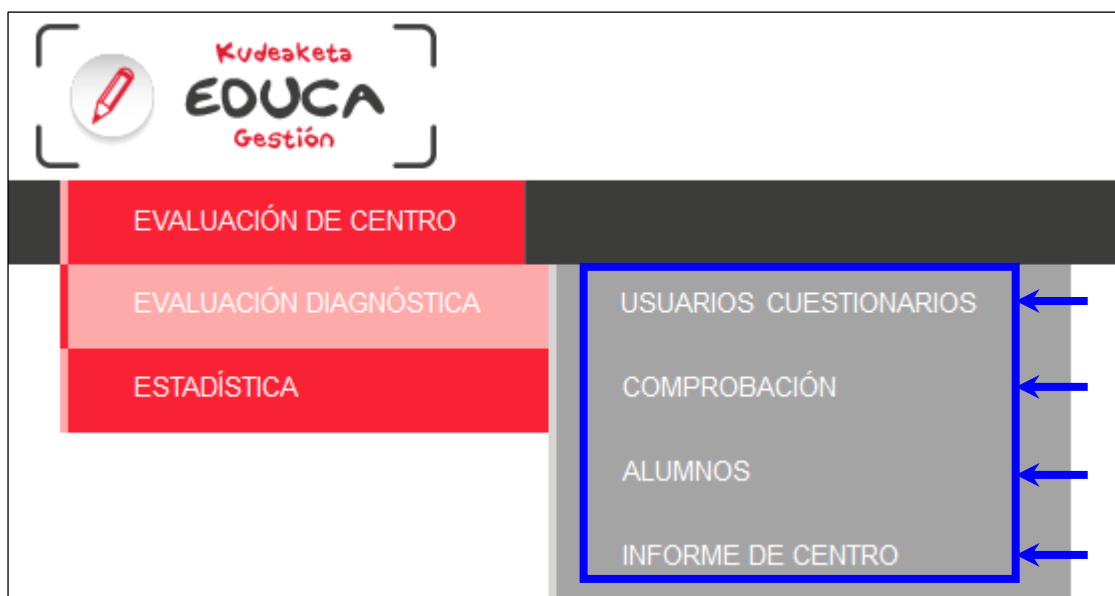 Kudeaketa
EDUCA
Gestión
EVALUACIÓN DE CENTRO
EVALUACIÓN DIAGNÓSTICA
ESTADÍSTICA
USUARIOS CUESTIONARIOS
COMPROBACIÓN
ALUMNOS
INFORME DE CENTRO